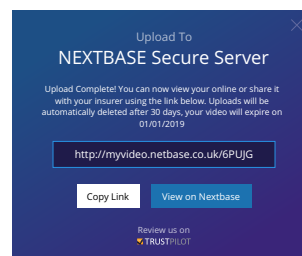 Upload To
NEXTBASE Secure Server
Upload Complete! You can now view your online or share it
with your insurer using the link below. Uploads will be
automatically deleted after 30 days, your video will expire on
01/01/2019
http://myvideo.netbase.co.uk/6PUJG
Copy Link
View on Nextbase
Review us on
TRUSTPILOT